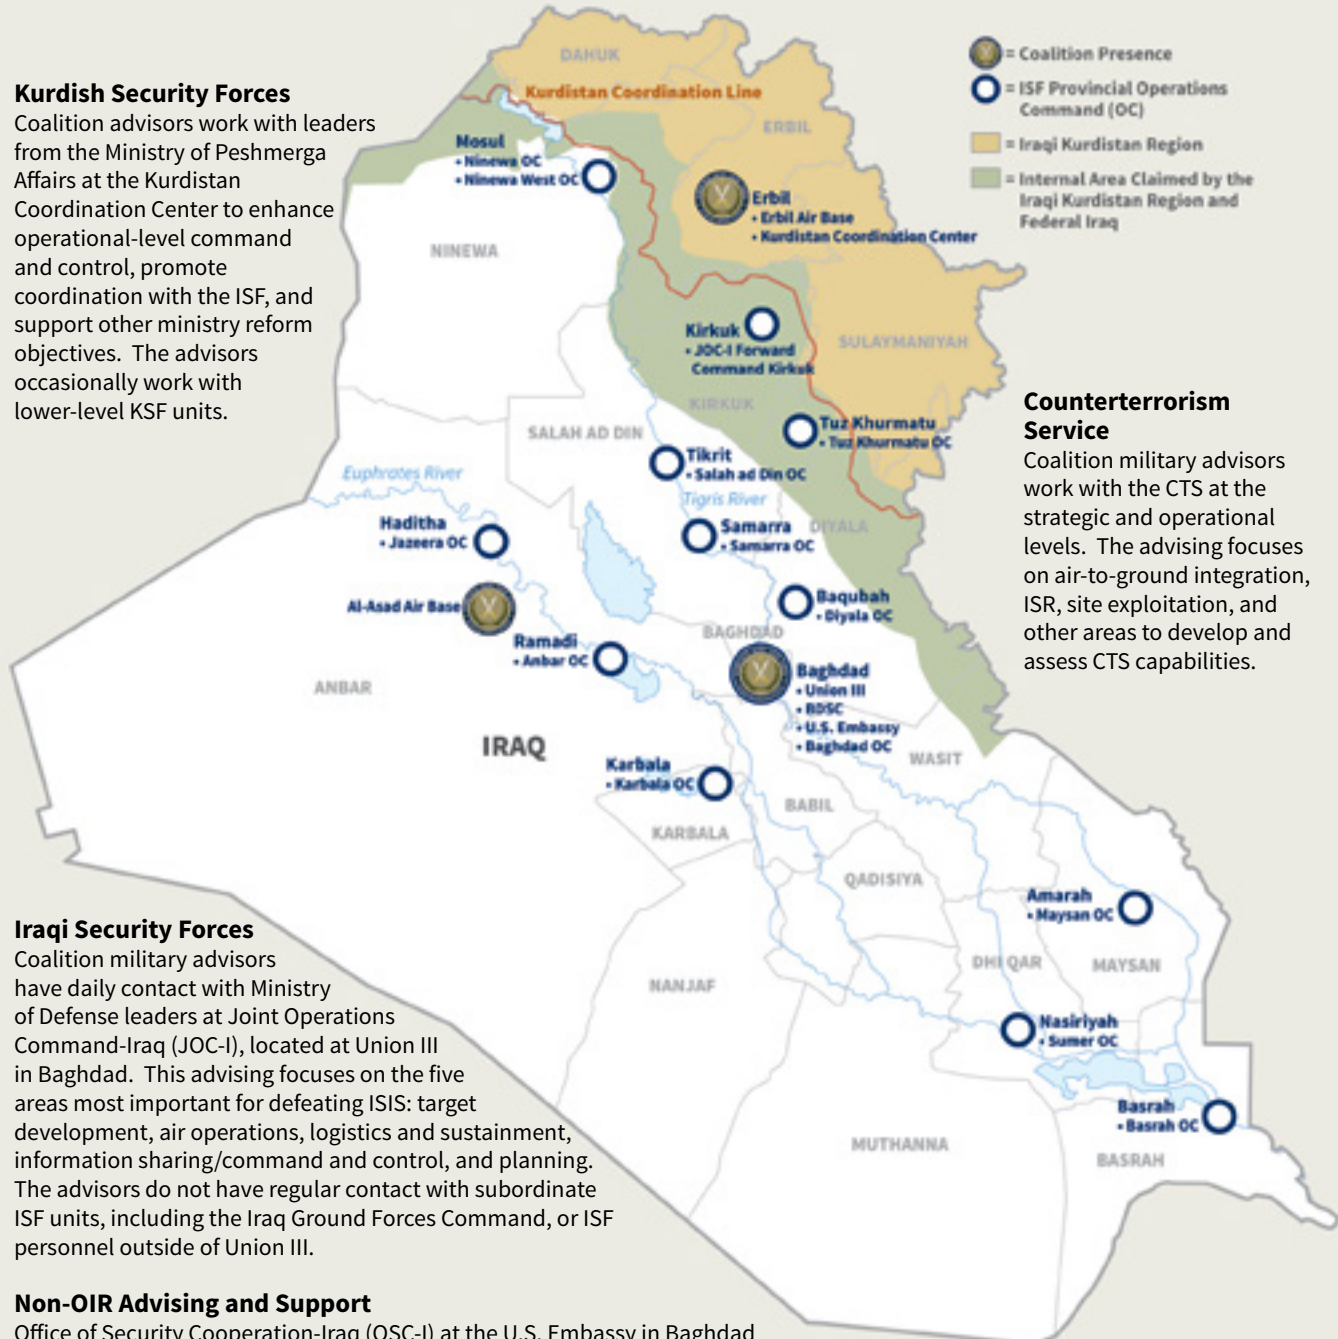 Kurdish Security Forces
Coalition advisors work with leaders
from the Ministry of Peshmerga
Affairs at the Kurdistan
Coordination Center to enhance
operational-level command
and control, promote
coordination with the ISF, and
support other ministry reform
objectives. The advisors
occasionally work with
lower-level KSF units.
= Coalition Presence
= ISF Provincial Operations
Command (OC)
= Iraqi Kurdistan Region
= Internal Area Claimed by the
Iraqi Kurdistan Region and
Federal Iraq
DAHUK
Kurdistan Coordination Line
ERBIL
Mosul
• Ninewa OC
• Ninewa West OC
Erbil
• Erbil Air Base
• Kurdistan Coordination Center
NINEWA
Kirkuk
• JOC-I Forward
Command Kirkuk
SULAYMANIYAH
KIRKUK
Tuz Khurmatu
• Tuz Khurmatu OC
SALAH AD DIN
Tikrit
• Salah ad Din OC
Euphrates River
Tigris River
Haditha
• Jazeera OC
Samarra
• Samarra OC
DIYALA
Al-Asad Air Base
Baqubah
• Diyala OC
Ramadi
• Anbar OC
BAGHDAD
Baghdad
• Union III
• BDSC
• U.S. Embassy
• Baghdad OC
ANBAR
IRAQ
WASIT
Karbala
• Karbala OC
BABIL
KARBALA
QADISIYA
Amarah
• Maysan OC
DHI QAR
MAYSAN
NANJAF
Nasiriyah
• Sumer OC
Basrah
• Basrah OC
MUTHANNA
BASRAH
Counterterrorism
Service
Coalition military advisors
work with the CTS at the
strategic and operational
levels. The advising focuses
on air-to-ground integration,
ISR, site exploitation, and
other areas to develop and
assess CTS capabilities.
Iraqi Security Forces
Coalition military advisors
have daily contact with Ministry
of Defense leaders at Joint Operations
Command-Iraq (JOC-I), located at Union III
in Baghdad. This advising focuses on the five
areas most important for defeating ISIS: target
development, air operations, logistics and sustainment,
information sharing/command and control, and planning.
The advisors do not have regular contact with subordinate
ISF units, including the Iraq Ground Forces Command, or ISF
personnel outside of Union III.
Non-OIR Advising and Support
Office of Security Cooperation-Iraq (OSC-I) at the U.S. Embassy in Baghdad